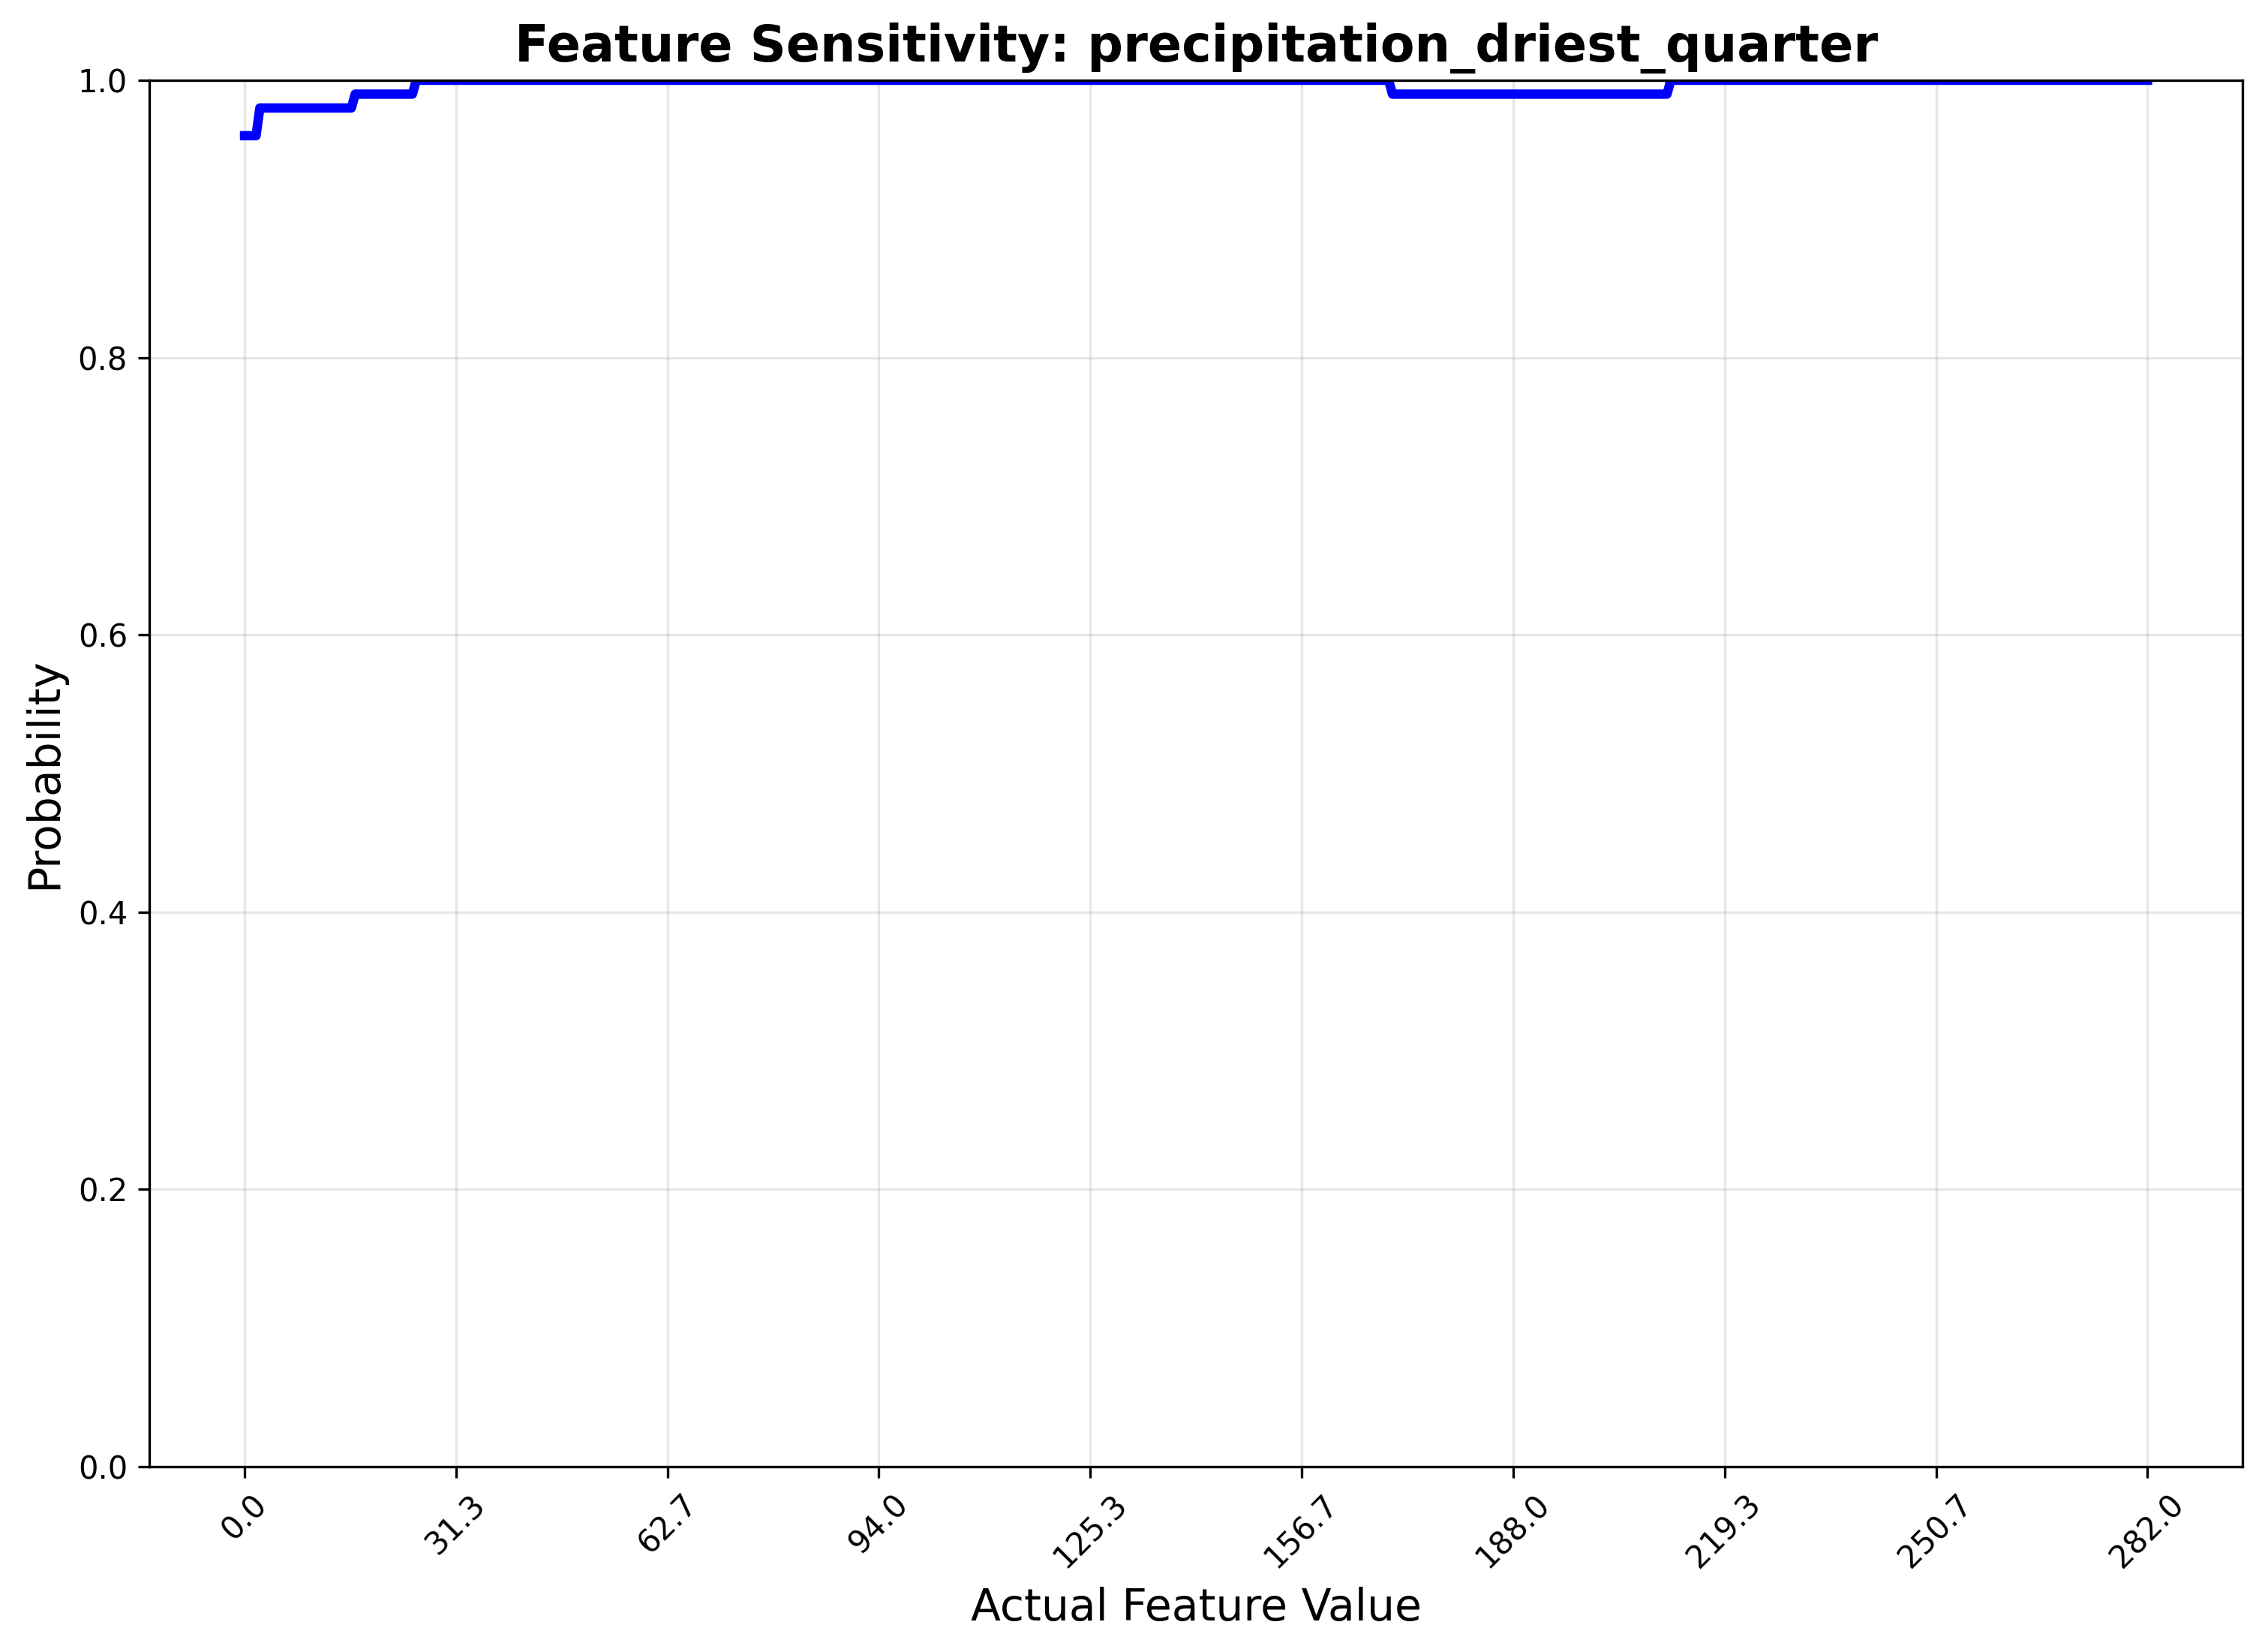 Feature Sensitivity: precipitation_driest_quarter
Probability
1.0
0.8
0.6
0.4
0.2
0.0
0.0 31.3 62.7 94.0 125.3 156.7 188.0 219.3 250.7 282.0
Actual Feature Value